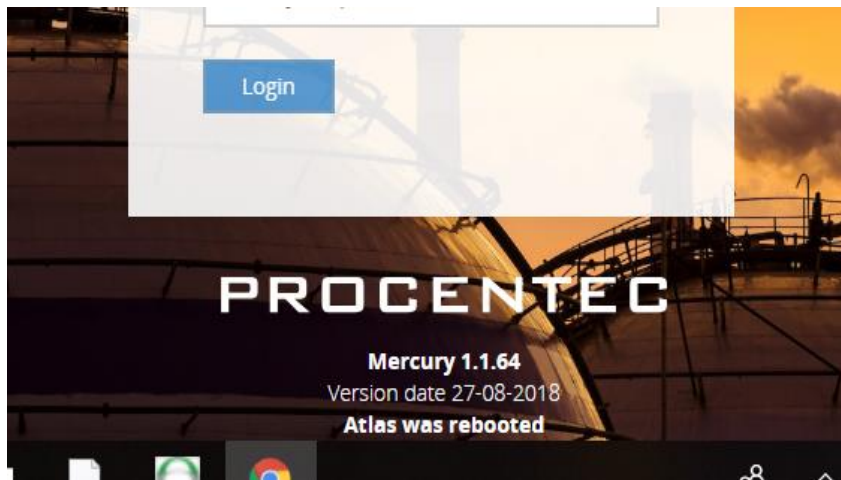 Login
PROCENTEC
Mercury 1.1.64
Version date 27-08-2018
Atlas was rebooted